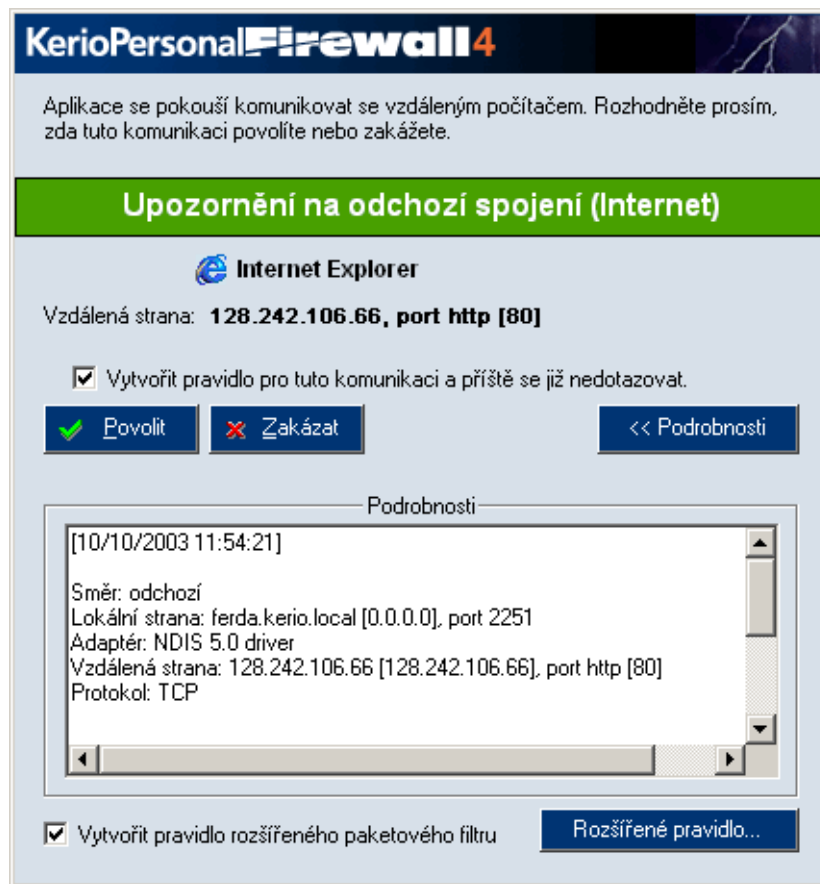 KerioPersonalFirewall4
Aplikace se pokouší komunikovat se vzdáleným počítačem. Rozhodněte prosím,
zda tuto komunikaci povolíte nebo zakážete.
Upozornění na odchozí spojení (Internet)
Internet Explorer
Vzdálená strana: 128.242.106.66, port http [80]
Vytvořit pravidlo pro tuto komunikaci a příště se již nedotazovat.
Povolit Zakázat << Podrobnosti
Podrobnosti
[10/10/2003 11:54:21]
Směr: odchozí
Lokální strana: ferda.kerio.local [0.0.0.0], port 2251
Adaptér: NDIS 5.0 driver
Vzdálená strana: 128.242.106.66 [128.242.106.66], port http [80]
Protokol: TCP
Vytvořit pravidlo rozšířeného paketového filtru Rozšířené pravidlo...